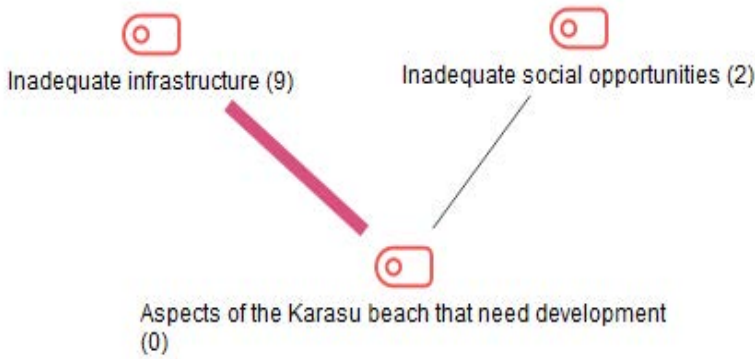 Inadequate infrastructure (9)
Inadequate social opportunities (2)
Aspects of the Karasu beach that need development
(0)